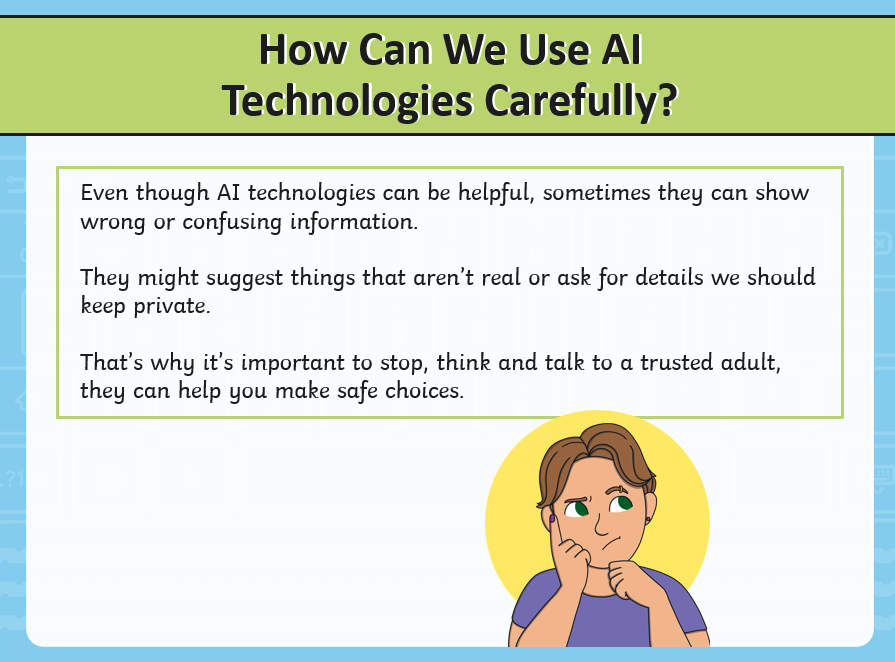 How Can We Use AI
Technologies Carefully?
Even though AI technologies can be helpful, sometimes they can show
wrong or confusing information.
They might suggest things that aren't real or ask for details we should
keep private.
That's why it's important to stop, think and talk to a trusted adult,
they can help you make safe choices.
.?1